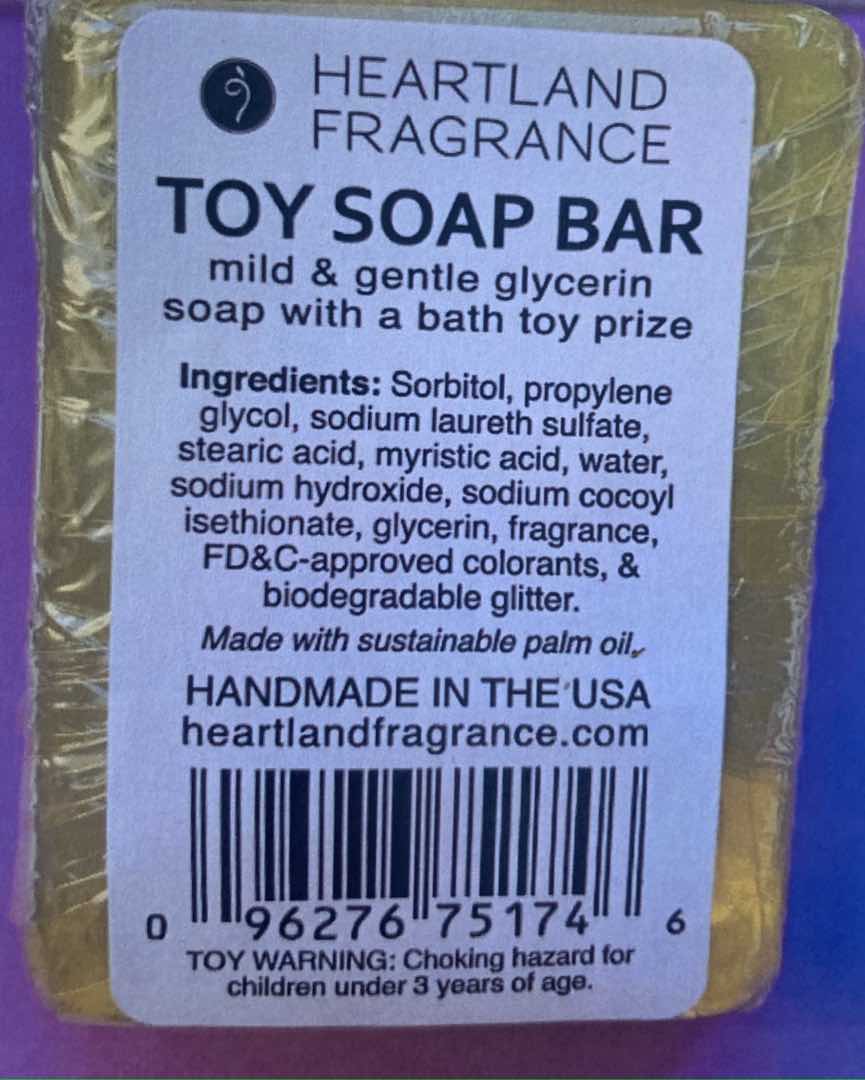 HEARTLAND
FRAGRANCE
TOY SOAP BAR
mild & gentle glycerin
soap with a bath toy prize
Ingredients: Sorbitol, propylene
glycol, sodium laureth sulfate,
stearic acid, myristic acid, water,
sodium hydroxide, sodium cocoyl
isethionate, glycerin, fragrance,
FD&C-approved colorants, &
biodegradable glitter.
Made with sustainable palm oil.
HANDMADE IN THE USA
heartlandfragrance.com
0 96276 75174 6
TOY WARNING: Choking hazard for
children under 3 years of age.